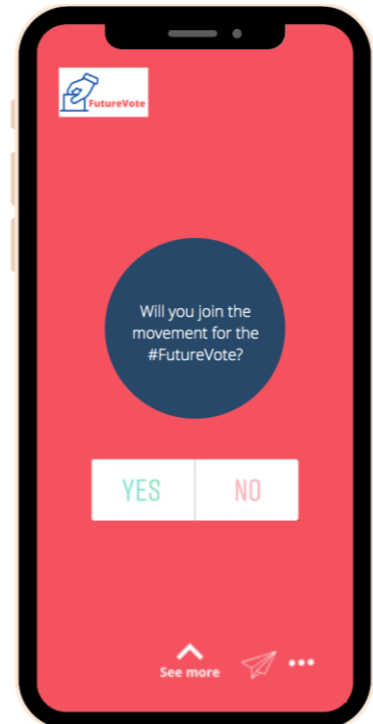 FutureVote
Will you join the
movement for the
#FutureVote?
YES NO
See more